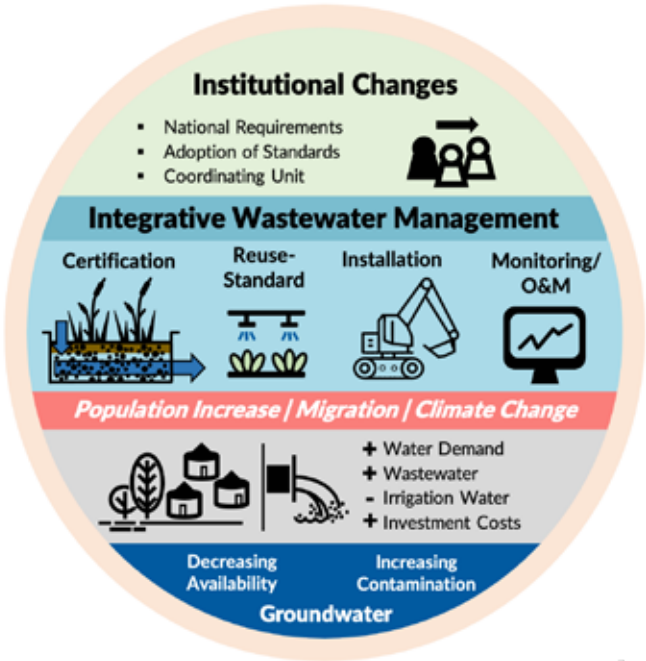 Institutional Changes
▪ National Requirements
▪ Adoption of Standards
▪ Coordinating Unit
Integrative Wastewater Management
Certification
Reuse-
Standard
Installation
Monitoring/
O&M
Population Increase | Migration | Climate Change
+ Water Demand
+ Wastewater
- Irrigation Water
+ Investment Costs
Decreasing
Availability
Increasing
Contamination
Groundwater